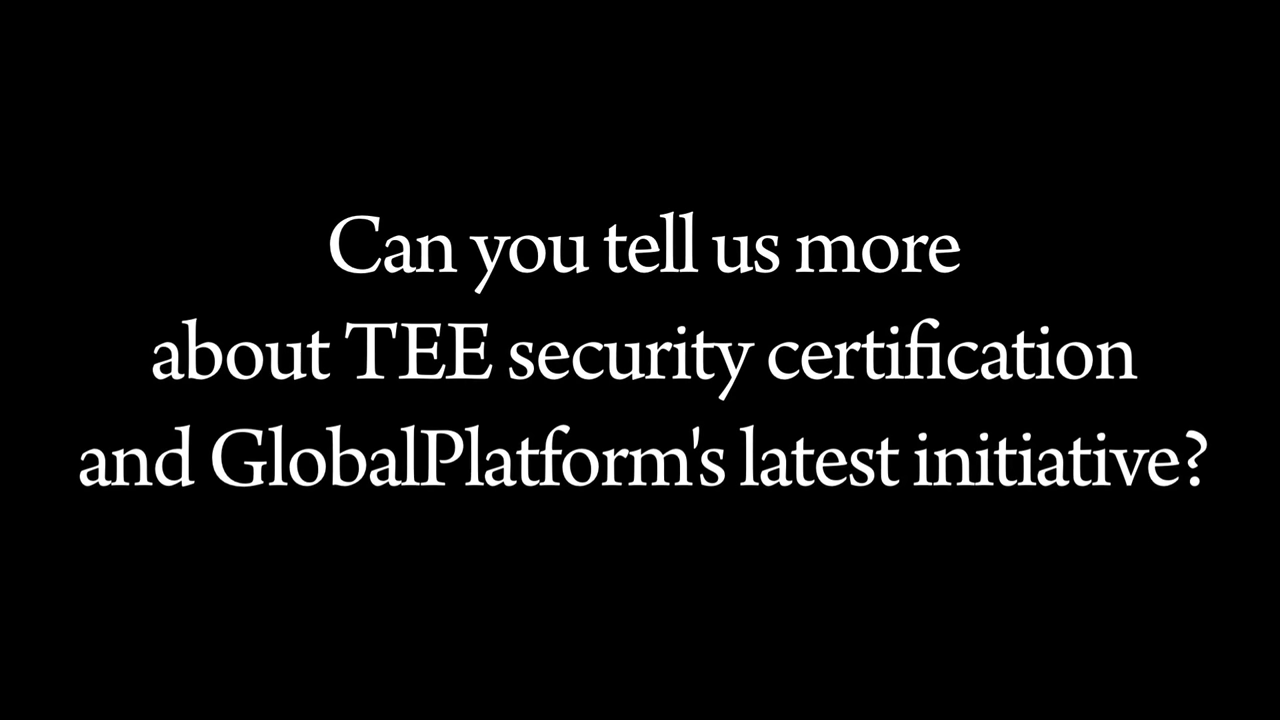 Can you tell us more
about TEE security certification
and GlobalPlatform's latest initiative?